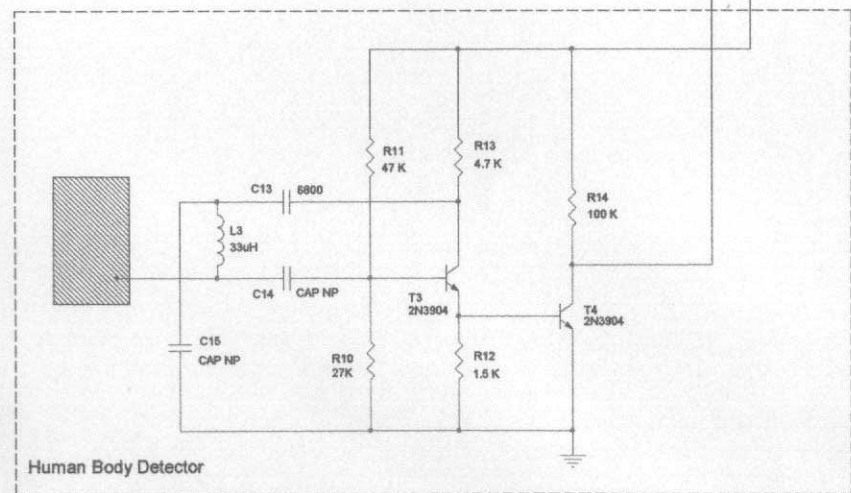 R11
47 K
R13
4.7 K
C13
6800
R14
100 K
L3
33uH
C14
CAP NP
T3
2N3904
T4
2N3904
C15
CAP NP
R10
27K
R12
1.5 K
Human Body Detector